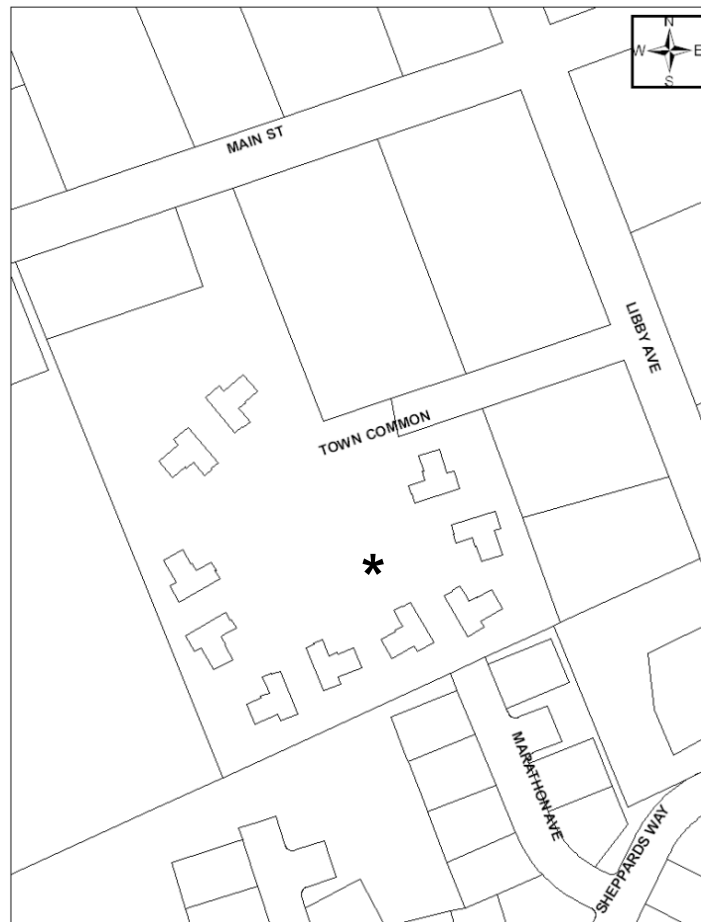 N
W E
S
MAIN ST
LIBBY AVE
TOWN COMMON
*
MARATHON AVE
SHEPPARDS WAY